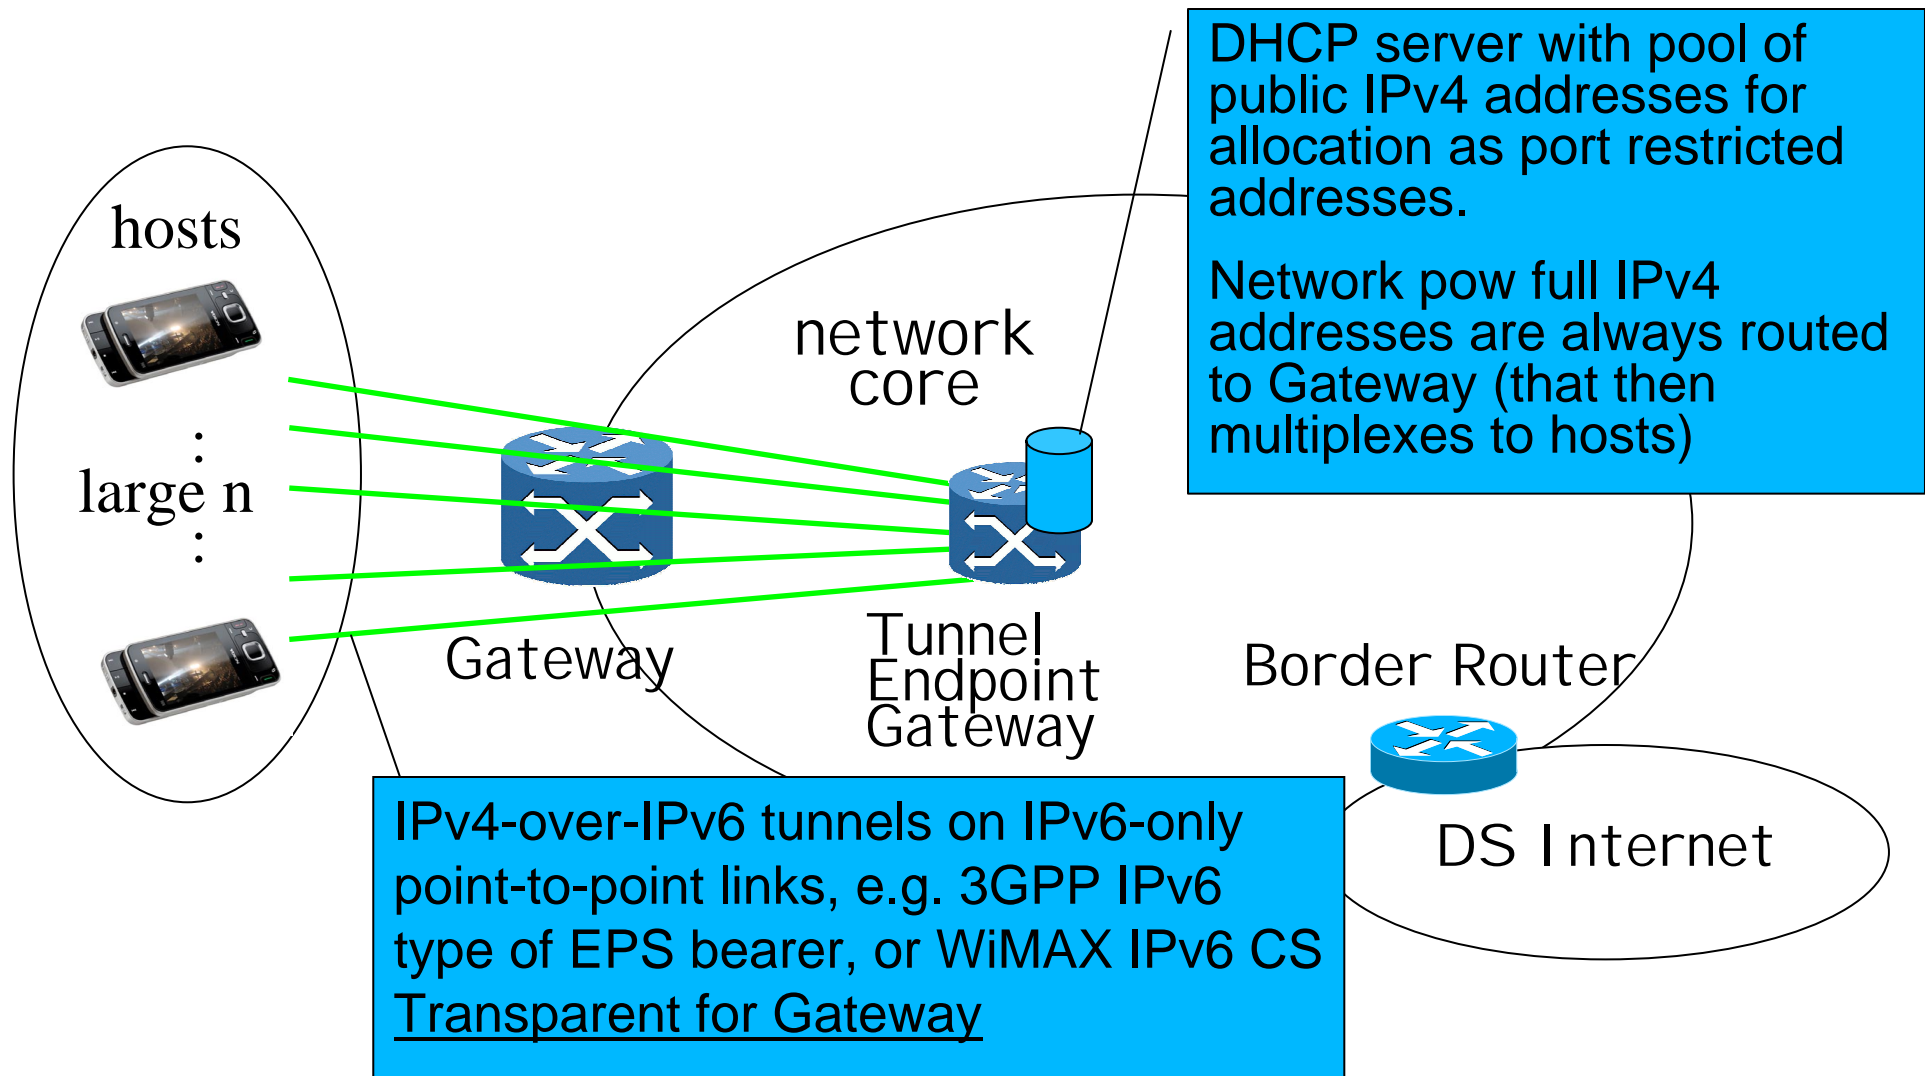 DHCP server with pool of
public IPv4 addresses for
allocation as port restricted
addresses.
Network pow full IPv4
addresses are always routed
to Gateway (that then
multiplexes to hosts)
hosts
:
large n
:
network
core
Gateway
Tunnel
Endpoint
Gateway
Border Router
DS Internet
IPv4-over-IPv6 tunnels on IPv6-only
point-to-point links, e.g. 3GPP IPv6
type of EPS bearer, or WiMAX IPv6 CS
Transparent for Gateway